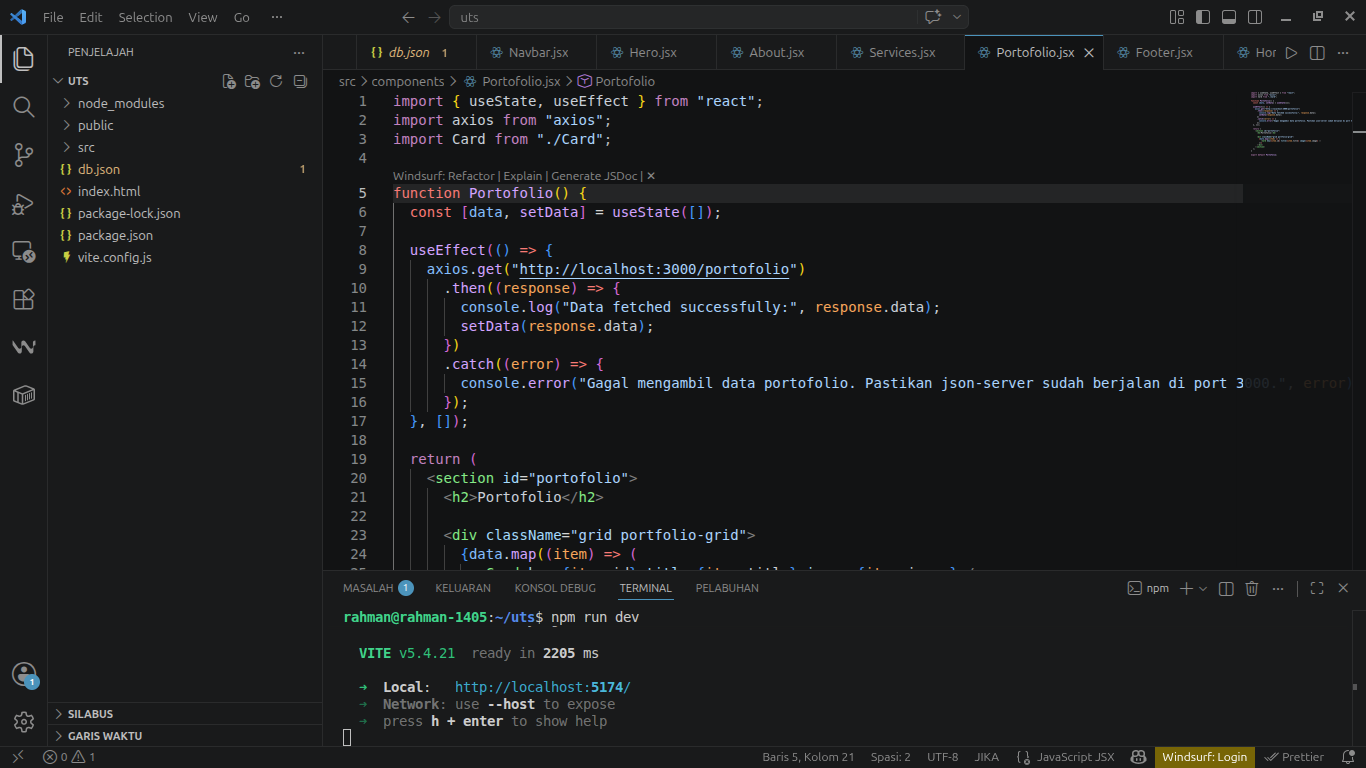 File Edit Selection View Go ···
uts
PENJELAJAH ···
UTS
node_modules
public
src
db.json 1
index.html
package-lock.json
package.json
vite.config.js
SILABUS
GARIS WAKTU
db.json 1 Navbar.jsx Hero.jsx About.jsx Services.jsx Portofolio.jsx Footer.jsx
src > components > Portofolio.jsx > Portofolio
1 import { useState, useEffect } from "react";
2 import axios from "axios";
3 import Card from "./Card";
4
Windsurf: Refactor | Explain | Generate JSDoc | ✕
5 function Portofolio() {
6 const [data, setData] = useState([]);
7
8 useEffect(() => {
9 axios.get("http://localhost:3000/portofolio")
10 .then((response) => {
11 console.log("Data fetched successfully:", response.data);
12 setData(response.data);
13 })
14 .catch((error) => {
15 console.error("Gagal mengambil data portofolio. Pastikan json-server sudah berjalan di port 3000.", error)
16 });
17 }, []);
18
19 return (
20 <section id="portofolio">
21 <h2>Portofolio</h2>
22
23 <div className="grid portfolio-grid">
24 {data.map((item) => (
MASALAH 1 KELUARAN KONSOL DEBUG TERMINAL PELABUHAN npm
rahman@rahman-1405:~/uts$ npm run dev
VITE v5.4.21 ready in 2205 ms
➜ Local: http://localhost:5174/
➜ Network: use --host to expose
➜ press h + enter to show help
1
0 1 Baris 5, Kolom 21 Spasi: 2 UTF-8 JIKA {} JavaScript JSX Windsurf: Login Prettier